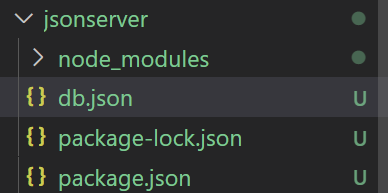 jsonserver
node_modules
{} db.json U
{} package-lock.json U
{} package.json U